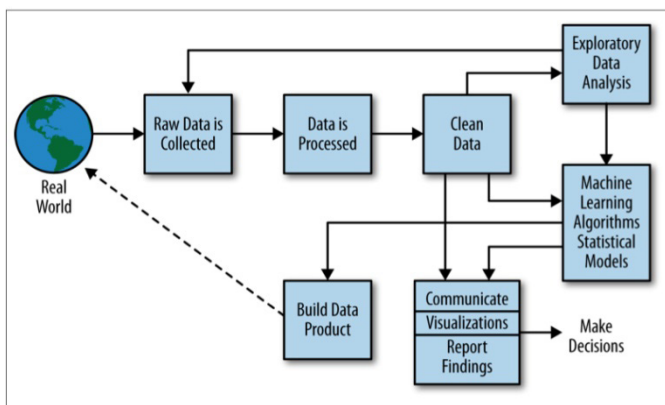 Exploratory
Data
Analysis
Raw Data is
Collected
Data is
Processed
Clean
Data
Real
World
Machine
Learning
Algorithms
Statistical
Models
Build Data
Product
Communicate
Visualizations
Report
Findings
Make
Decisions